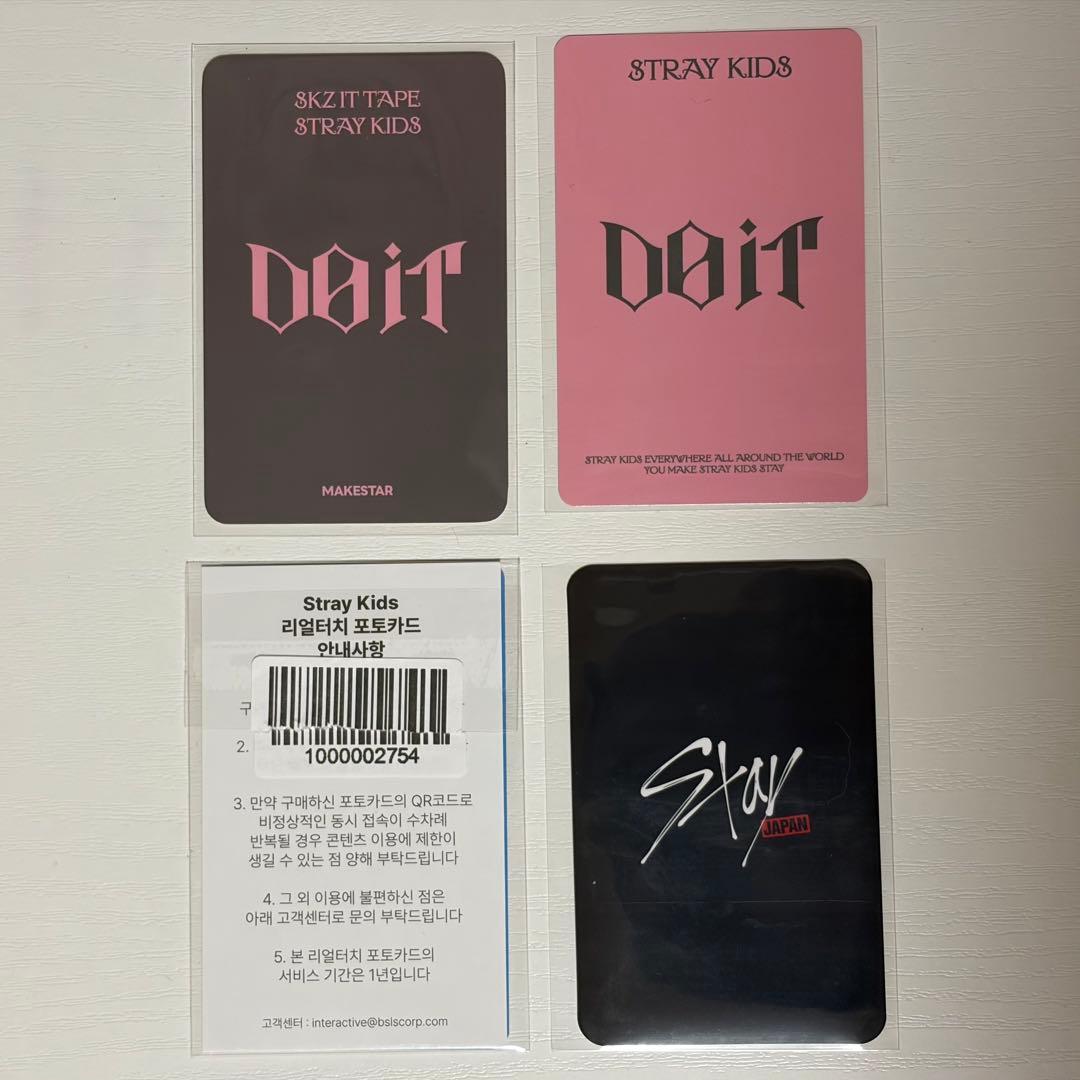 SKZ IT TAPE
STRAY KIDS
DO IT
MAKESTAR
STRAY KIDS
DO IT
STRAY KIDS EVERYWHERE ALL AROUND THE WORLD
YOU MAKE STRAY KIDS STAY
Stray Kids
리얼터치 포토카드
안내사항
구
2.
1000002754
3. 만약 구매하신 포토카드의 QR코드로
비정상적인 동시 접속이 수차례
반복될 경우 콘텐츠 이용에 제한이
생길 수 있는 점 양해 부탁드립니다
4. 그 외 이용에 불편하신 점은
아래 고객센터로 문의 부탁드립니다
5. 본 리얼터치 포토카드의
서비스 기간은 1년입니다
고객센터 : interactive@bslscorp.com
Stay
JAPAN